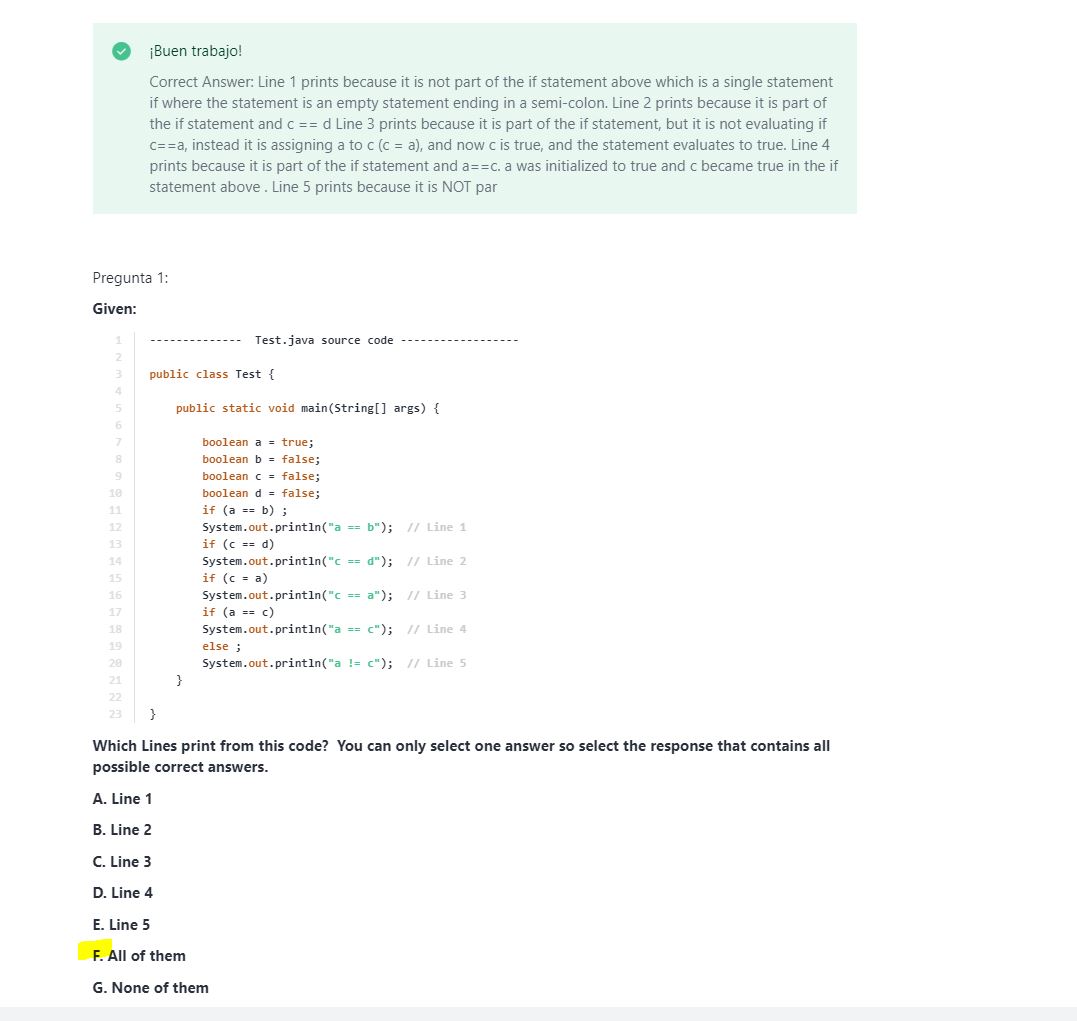 ¡Buen trabajo!
Correct Answer: Line 1 prints because it is not part of the if statement above which is a single statement
if where the statement is an empty statement ending in a semi-colon. Line 2 prints because it is part of
the if statement and c == d Line 3 prints because it is part of the if statement, but it is not evaluating if
c==a, instead it is assigning a to c (c = a), and now c is true, and the statement evaluates to true. Line 4
prints because it is part of the if statement and a==c. a was initialized to true and c became true in the if
statement above . Line 5 prints because it is NOT par
Pregunta 1:
Given:
1 -------------- Test.java source code ------------------
2
3 public class Test {
4
5 public static void main(String[] args) {
6
7 boolean a = true;
8 boolean b = false;
9 boolean c = false;
10 boolean d = false;
11 if (a == b) ;
12 System.out.println("a == b"); // Line 1
13 if (c == d)
14 System.out.println("c == d"); // Line 2
15 if (c = a)
16 System.out.println("c == a"); // Line 3
17 if (a == c)
18 System.out.println("a == c"); // Line 4
19 else ;
20 System.out.println("a != c"); // Line 5
21 }
22
23 }
Which Lines print from this code? You can only select one answer so select the response that contains all
possible correct answers.
A. Line 1
B. Line 2
C. Line 3
D. Line 4
E. Line 5
F. All of them
G. None of them